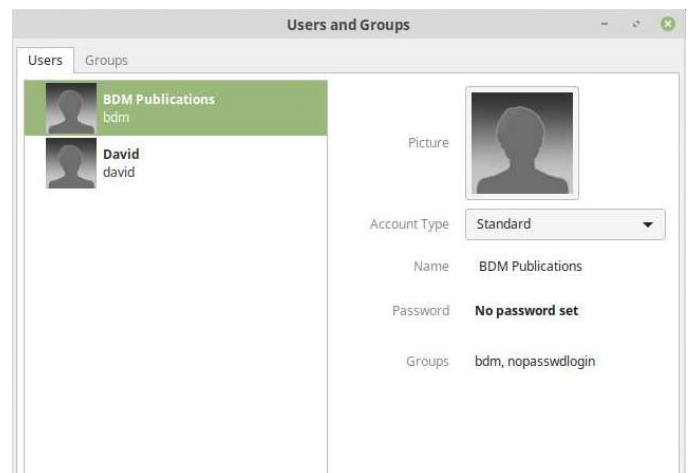 Users and Groups
Users Groups
BDM Publications
bdm
David
david
Picture
Account Type Standard
Name BDM Publications
Password No password set
Groups bdm, nopasswdlogin